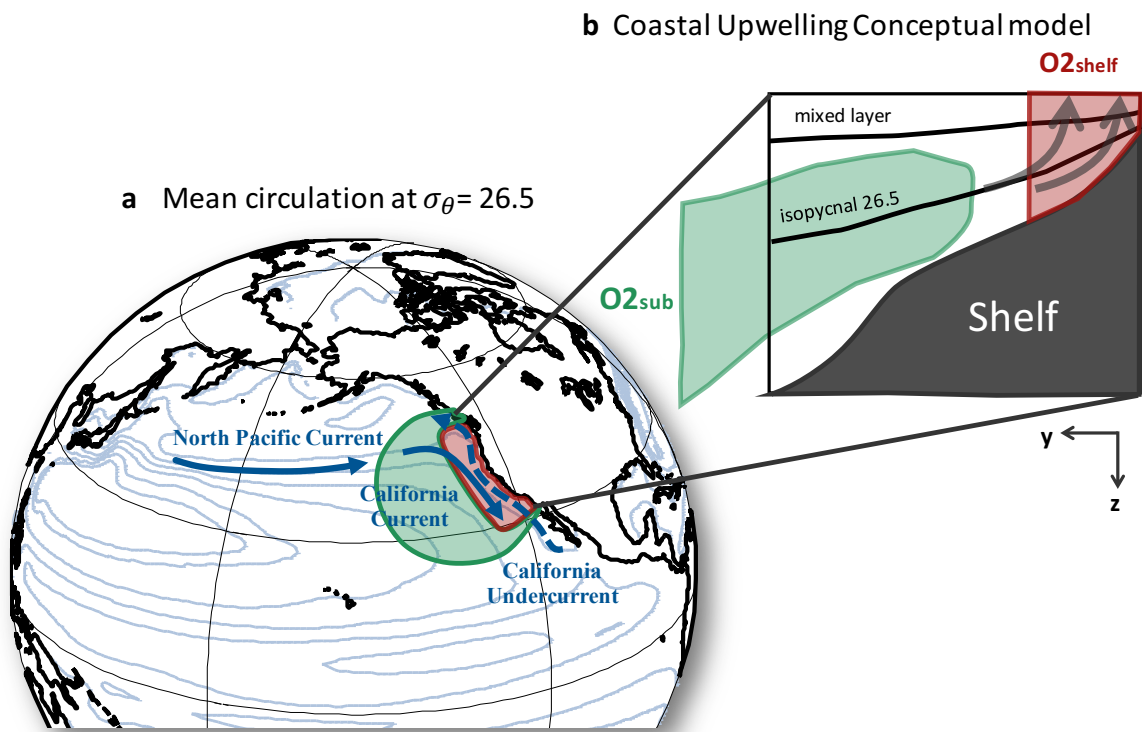 b Coastal Upwelling Conceptual model
O2shelf
mixed layer
a Mean circulation at σθ= 26.5
isopycnal 26.5
O2sub
Shelf
North Pacific Current
y
California
Current
z
California
Undercurrent